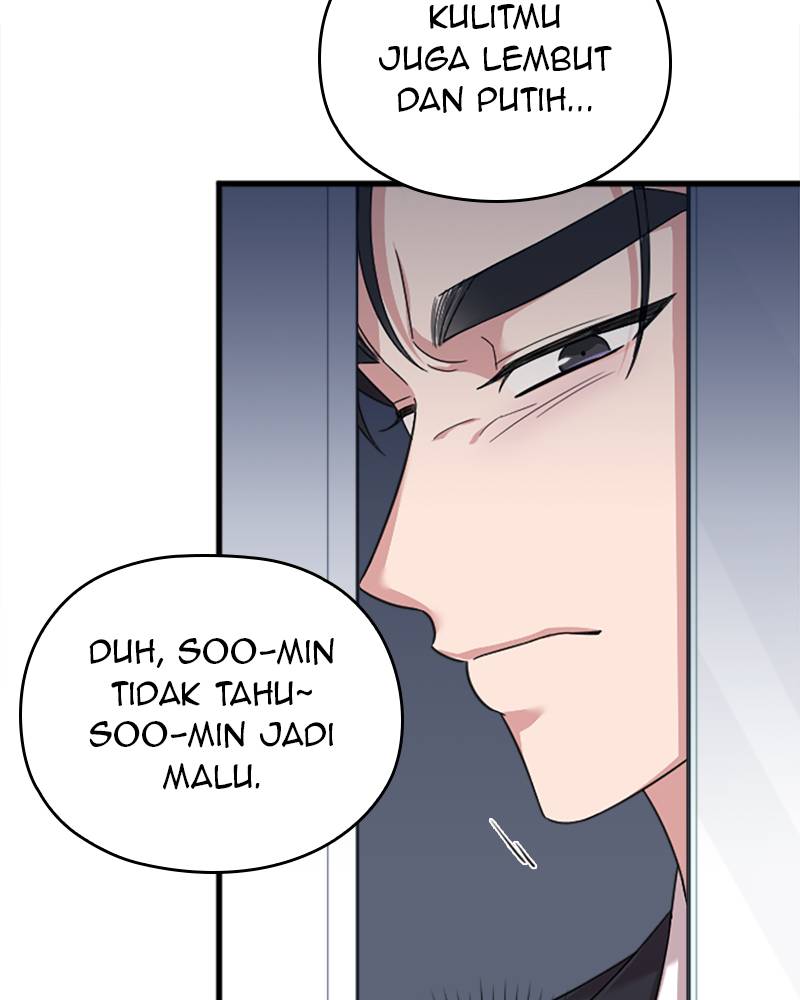 KULITMU
JUGA LEMBUT
DAN PUTIH...
DUH, SOO-MIN
TIDAK TAHU~
SOO-MIN JADI
MALU.